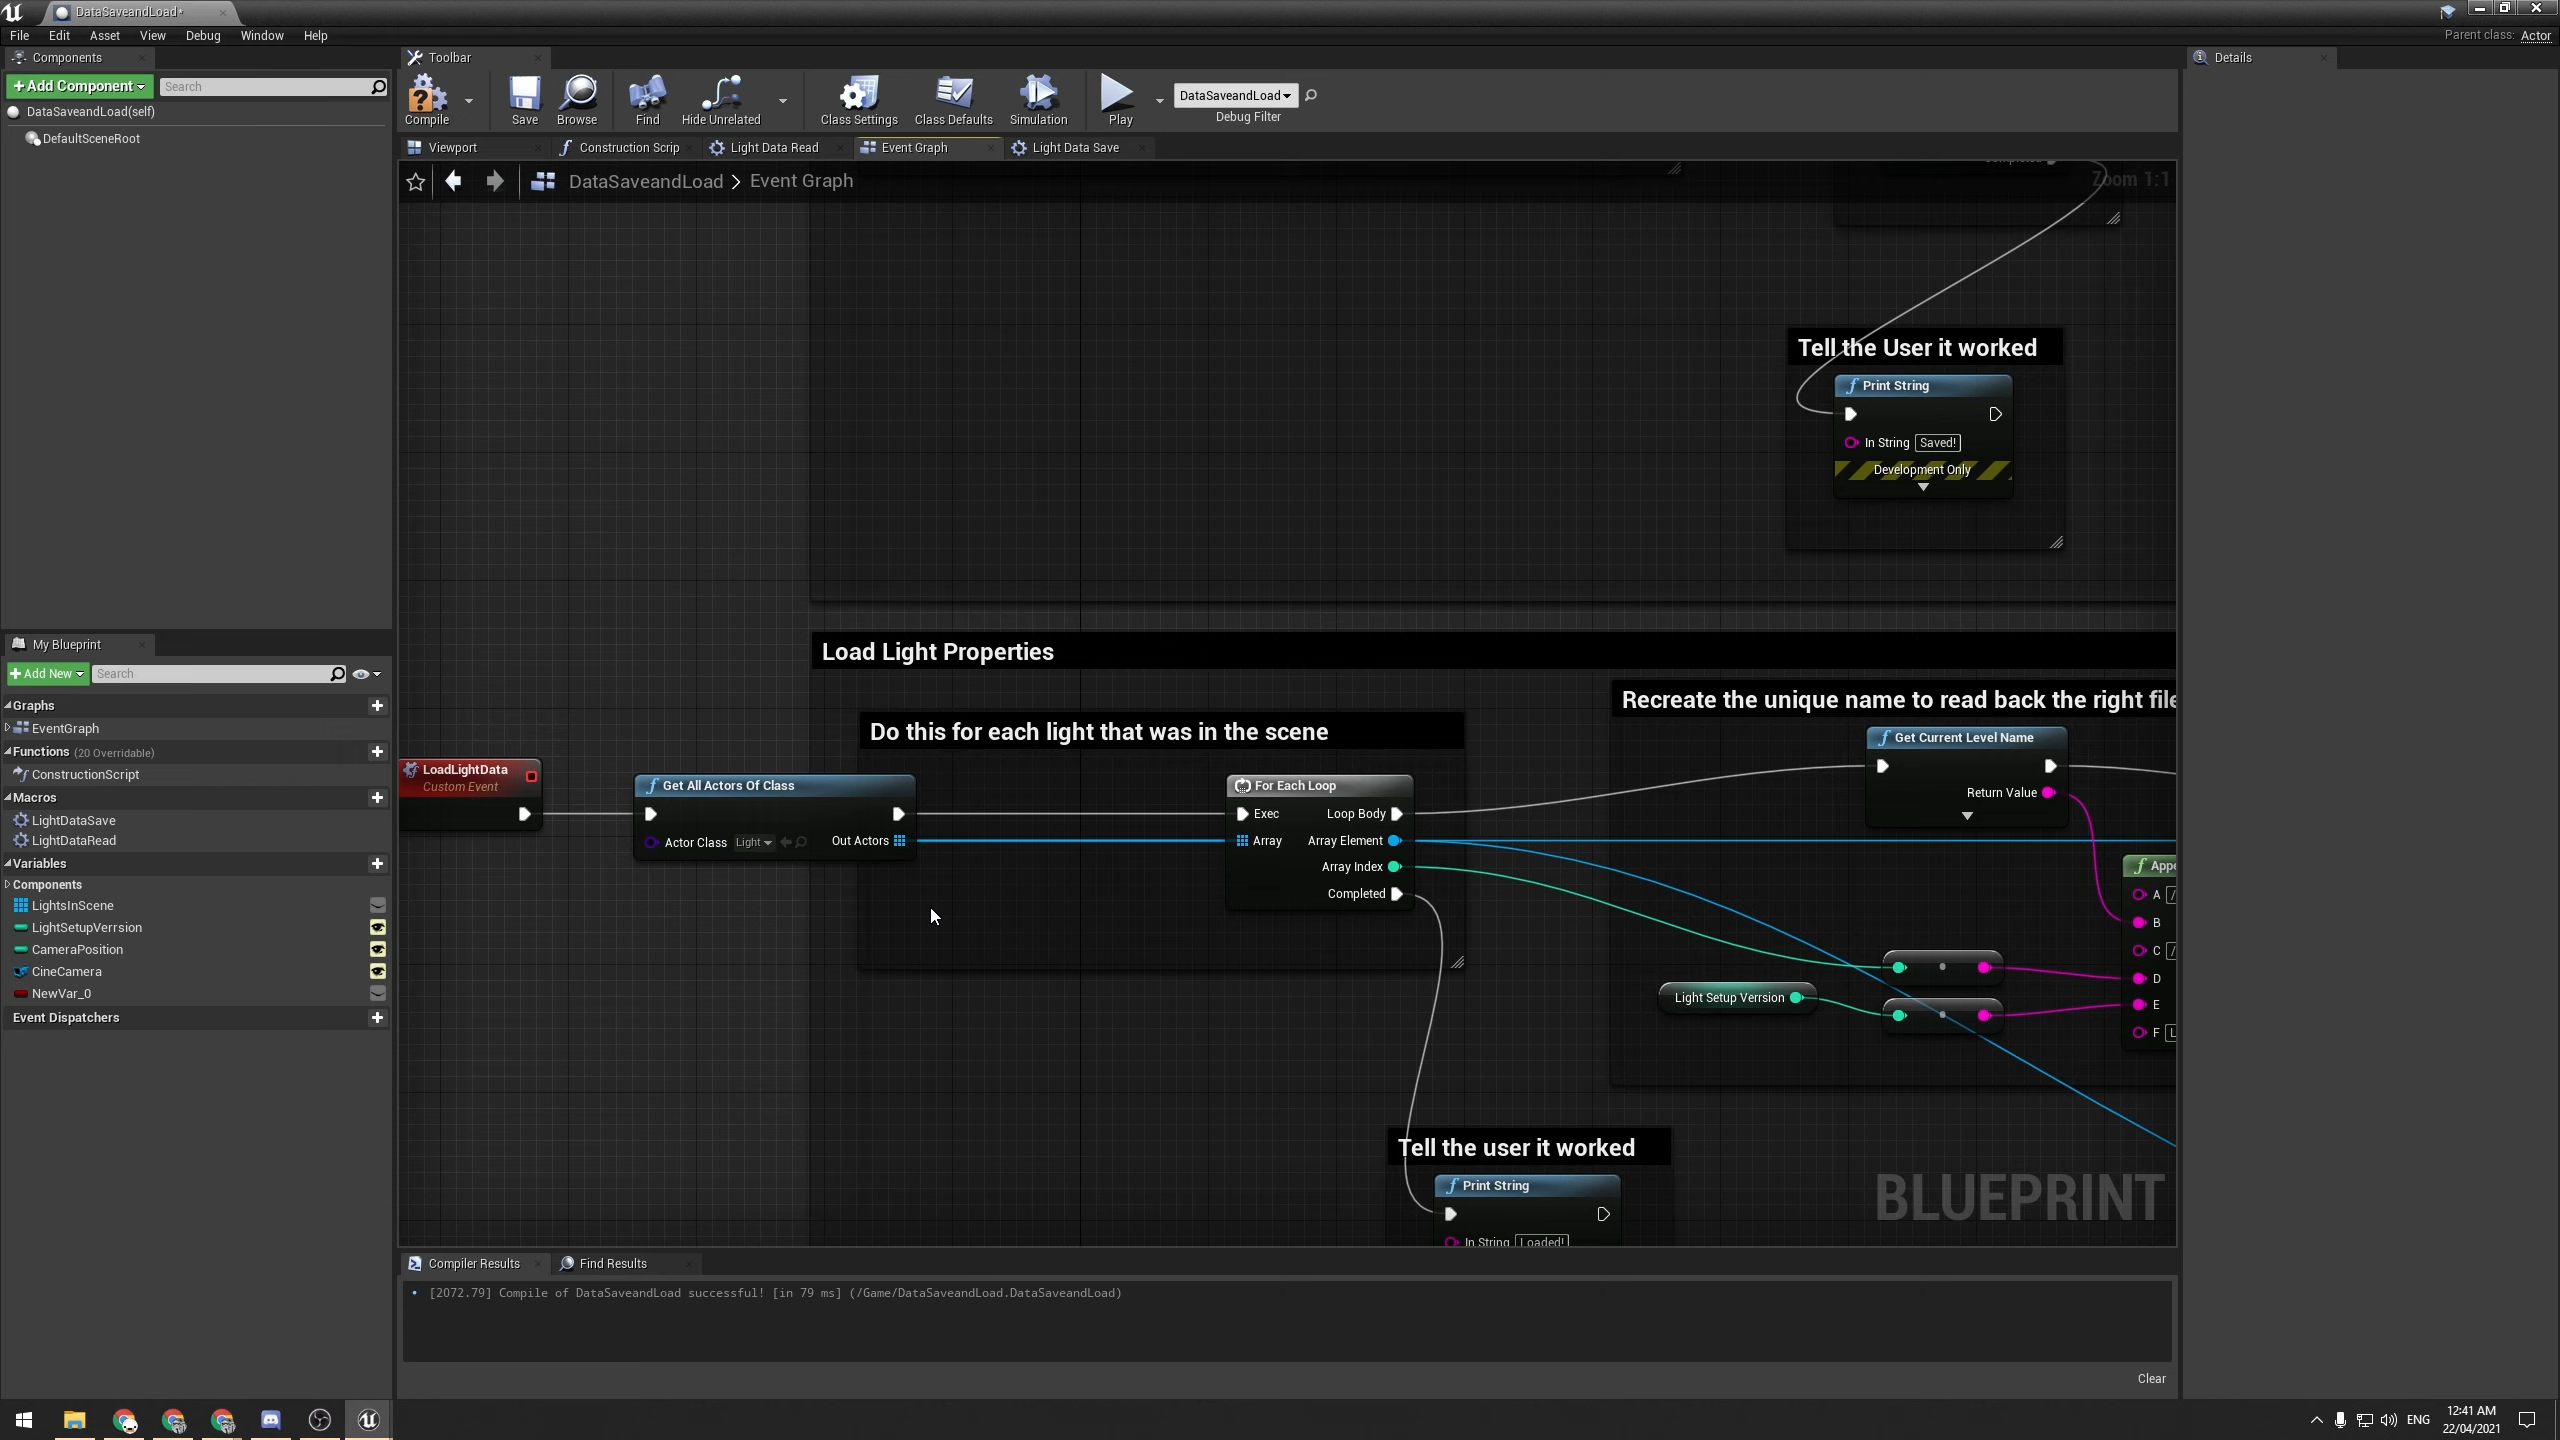 DataSaveandLoad*
File Edit Asset View Debug Window Help
Parent class: Actor
Components
+Add Component
Search
DataSaveandLoad(self)
DefaultSceneRoot
Toolbar
Compile
Save
Browse
Find
Hide Unrelated
Class Settings
Class Defaults
Simulation
Play
DataSaveandLoad
Debug Filter
Details
Viewport
Construction Scrip
Light Data Read
Event Graph
Light Data Save
DataSaveandLoad > Event Graph
Zoom 1:1
Tell the User it worked
Print String
In String Saved!
Development Only
Load Light Properties
Do this for each light that was in the scene
Recreate the unique name to read back the right file
LoadLightData
Custom Event
Get All Actors Of Class
Actor Class Light
Out Actors
For Each Loop
Exec Loop Body
Array Array Element
Array Index
Completed
Get Current Level Name
Return Value
Appe
A /
B
C /
D
E
F L
Light Setup Verrsion
Tell the user it worked
Print String
In String Loaded!
BLUEPRINT
My Blueprint
+Add New
Search
Graphs
EventGraph
Functions (20 Overridable)
ConstructionScript
Macros
LightDataSave
LightDataRead
Variables
Components
LightsInScene
LightSetupVerrsion
CameraPosition
CineCamera
NewVar_0
Event Dispatchers
Compiler Results
Find Results
[2072.79] Compile of DataSaveandLoad successful! [in 79 ms] (/Game/DataSaveandLoad.DataSaveandLoad)
Clear
ENG
12:41 AM
22/04/2021